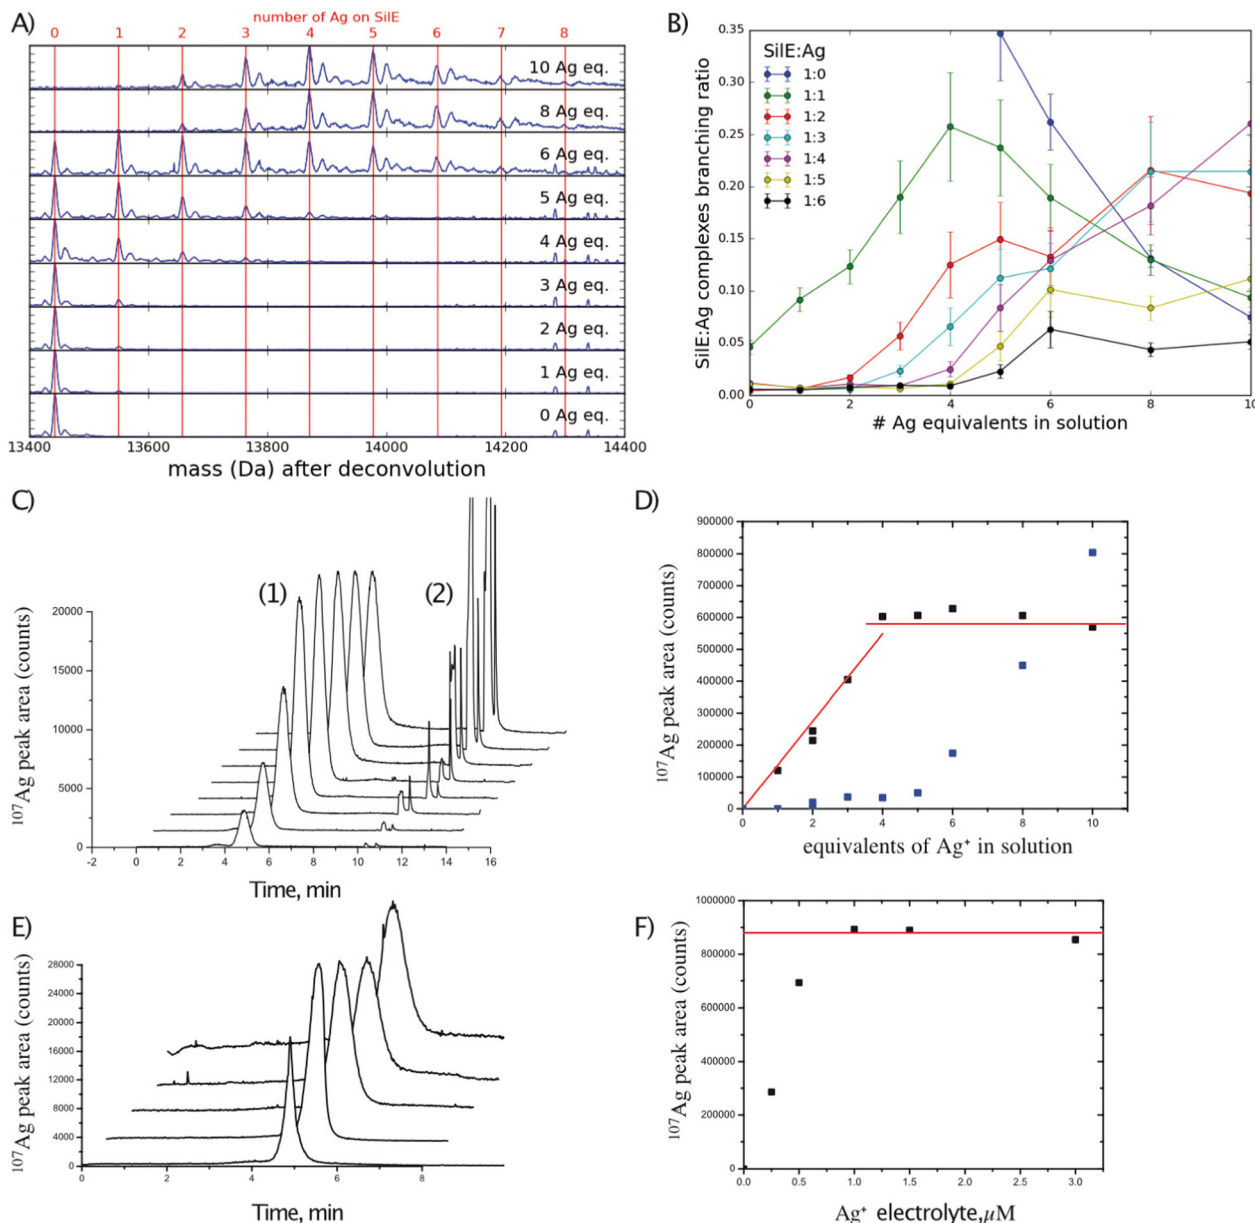 A)
number of Ag on SilE
0 1 2 3 4 5 6 7 8
10 Ag eq.
8 Ag eq.
6 Ag eq.
5 Ag eq.
4 Ag eq.
3 Ag eq.
2 Ag eq.
1 Ag eq.
0 Ag eq.
13400 13600 13800 14000 14200 14400
mass (Da) after deconvolution
B)
SilE:Ag complexes branching ratio
0.35
0.30
0.25
0.20
0.15
0.10
0.05
0.00
SilE:Ag
1:0
1:1
1:2
1:3
1:4
1:5
1:6
0 2 4 6 8 10
# Ag equivalents in solution
C)
(1) (2)
107Ag peak area (counts)
20000
15000
10000
5000
0
-2 0 2 4 6 8 10 12 14 16
Time, min
D)
107Ag peak area (counts)
900000
800000
700000
600000
500000
400000
300000
200000
100000
0
0 2 4 6 8 10
equivalents of Ag+ in solution
E)
107Ag peak area (counts)
28000
24000
20000
16000
12000
8000
4000
0
0 2 4 6 8
Time, min
F)
107Ag peak area (counts)
1000000
800000
600000
400000
200000
0
0.0 0.5 1.0 1.5 2.0 2.5 3.0
Ag+ electrolyte,μM